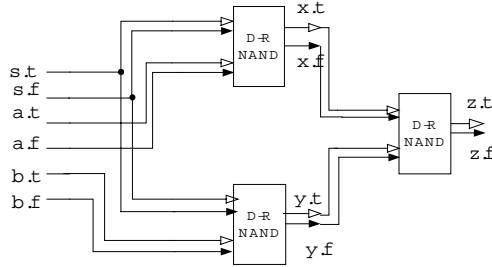 x.t
D-R
NAND
x.f
s.t
s.f
a.t
a.f
D-R
NAND
z.t
z.f
b.t
b.f
y.t
D-R
NAND
y.f